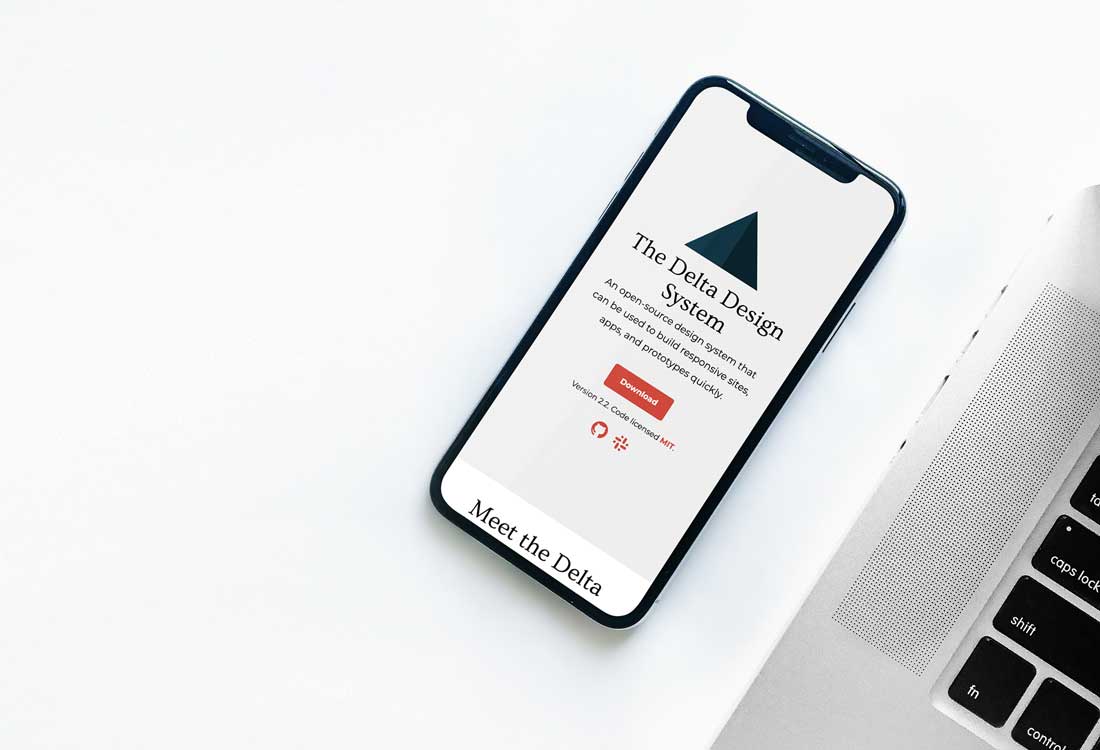 The Delta Design
System
An open-source design system that
can be used to build responsive sites,
apps, and prototypes quickly.
Download
Version 2.2. Code licensed MIT.
Meet the Delta
caps lock
shift
fn
control